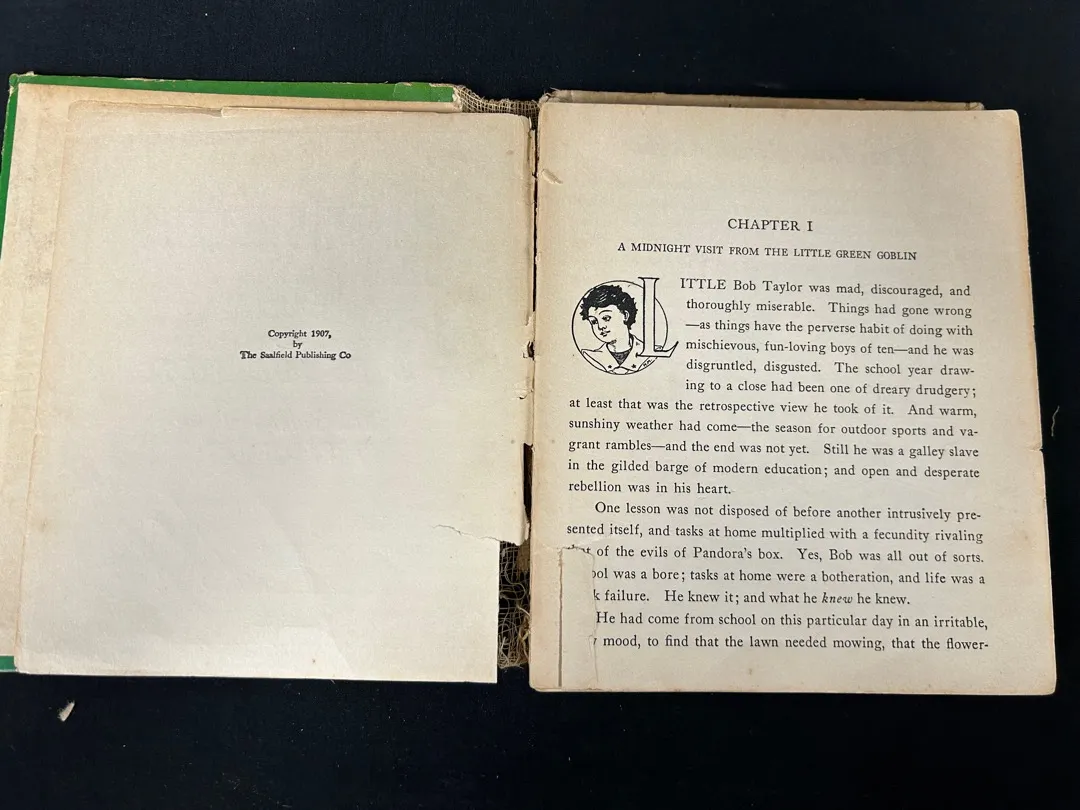 Copyright 1907,
by
The Saalfield Publishing Co
CHAPTER I
A MIDNIGHT VISIT FROM THE LITTLE GREEN GOBLIN
LITTLE Bob Taylor was mad, discouraged, and
thoroughly miserable. Things had gone wrong
—as things have the perverse habit of doing with
mischievous, fun-loving boys of ten—and he was
disgruntled, disgusted. The school year draw-
ing to a close had been one of dreary drudgery;
at least that was the retrospective view he took of it. And warm,
sunshiny weather had come—the season for outdoor sports and va-
grant rambles—and the end was not yet. Still he was a galley slave
in the gilded barge of modern education; and open and desperate
rebellion was in his heart.
One lesson was not disposed of before another intrusively pre-
sented itself, and tasks at home multiplied with a fecundity rivaling
of the evils of Pandora's box. Yes, Bob was all out of sorts.
was a bore; tasks at home were a botheration, and life was a
failure. He knew it; and what he knew he knew.
He had come from school on this particular day in an irritable,
mood, to find that the lawn needed mowing, that the flower-